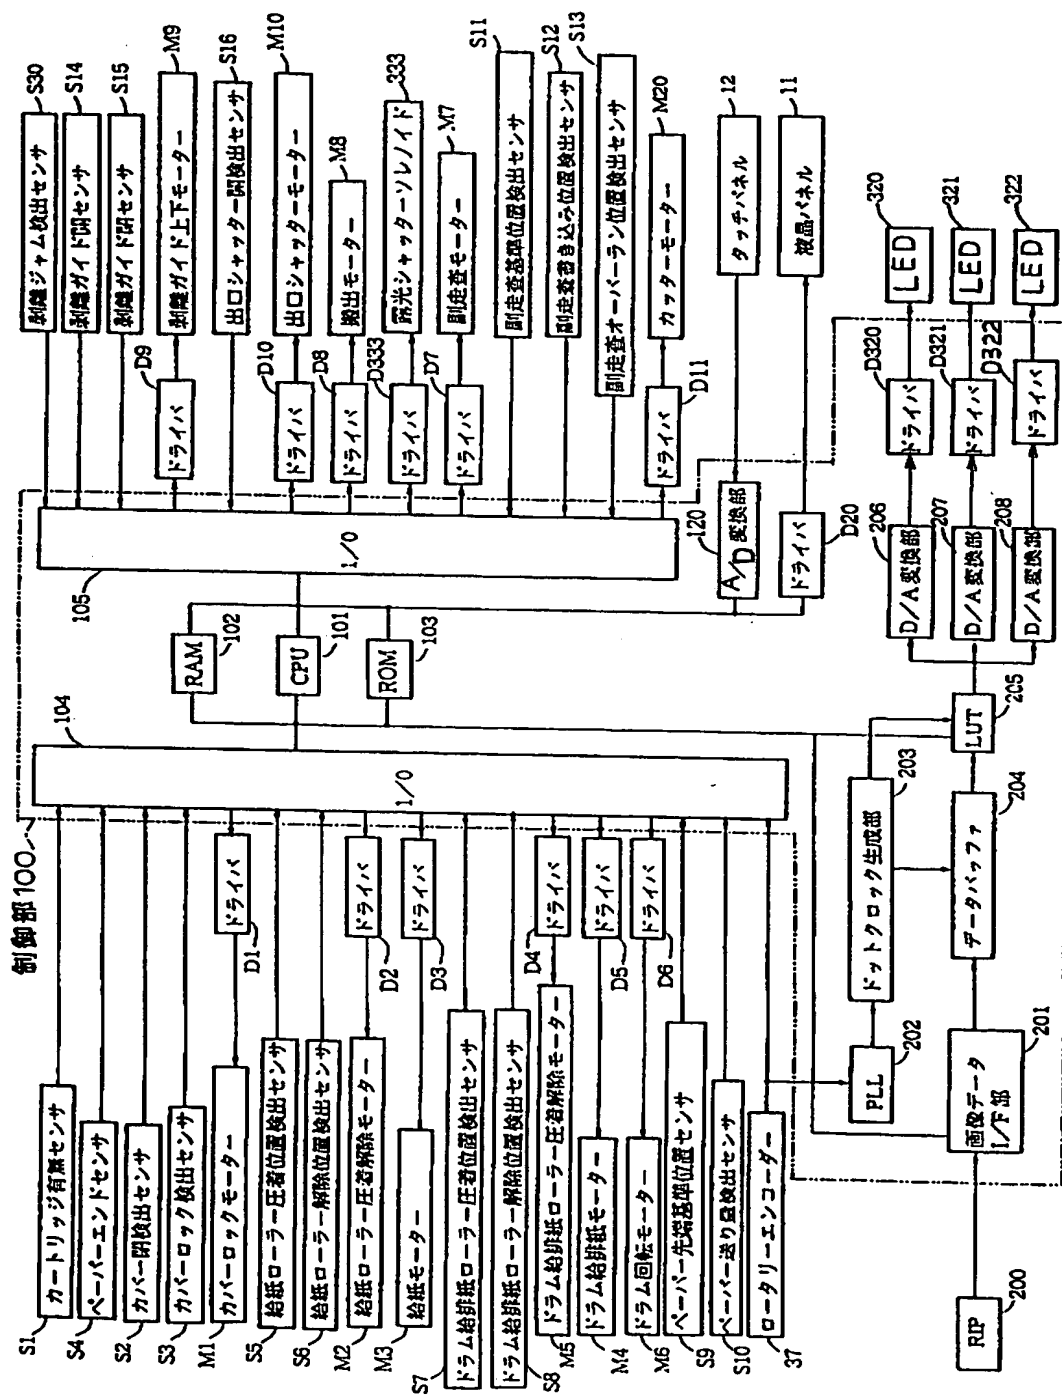 制御部 100
S1 カートリッジ有無センサ
S4 ペーパーエンドセンサ
S2 カバー閉検出センサ
S3 カバーロック検出センサ
M1 カバーロックモーター
ドライバ D1
S5 給紙ローラー圧着位置検出センサ
S6 給紙ローラー解除位置検出センサ
M2 給紙ローラー圧着解除モーター
ドライバ D2
M3 給紙モーター
ドライバ D3
S7 ドラム給排紙ローラー圧着位置検出センサ
S8 ドラム給排紙ローラー解除位置検出センサ
M5 ドラム給排紙ローラー圧着解除モーター
D4 ドライバ
M4 ドラム給排紙モーター
ドライバ D5
M6 ドラム回転モーター
ドライバ D6
S9 ペーパー先端基準位置センサ
S10 ペーパー送り量検出センサ
37 ロータリーエンコーダー
104
I/O
RAM 102
CPU 101
ROM 103
105
I/O
剥離ジャム検出センサ S30
剥離ガイド開センサ S14
剥離ガイド閉センサ S15
D9 ドライバ
剥離ガイド上下モーター M9
出口シャッター開検出センサ S16
D10 ドライバ
出口シャッターモーター M10
D8 ドライバ
搬出モーター M8
D333 ドライバ
露光シャッターソレノイド 333
D7 ドライバ
副走査モーター M7
副走査基準位置検出センサ S11
副走査書き込み位置検出センサ S12
副走査オーバーラン位置検出センサ S13
ドライバ D11
カッターモーター M20
120 A/D変換部
タッチパネル 12
ドライバ D20
液晶パネル 11
RIP 200
画像データ
I/F部
201
PLL 202
ドットクロック生成部 203
データバッファ 204
LUT 205
D/A変換部 206
D/A変換部 207
D/A変換部 208
D320 ドライバ
D321 ドライバ
D322 ドライバ
LED 320
LED 321
LED 322